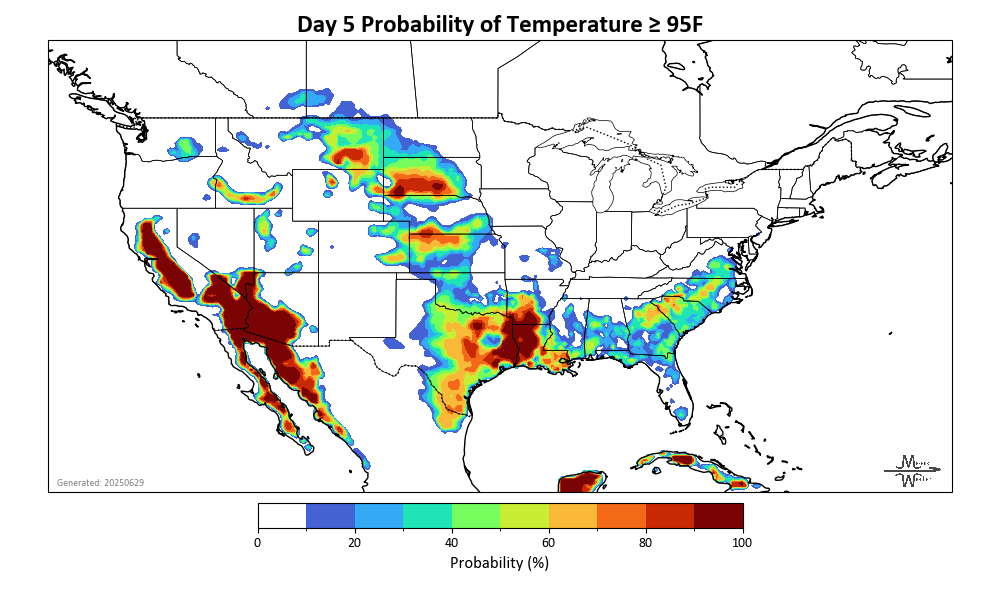 Day 5 Probability of Temperature ≥ 95F
Generated: 20250629
0 20 40 60 80 100
Probability (%)